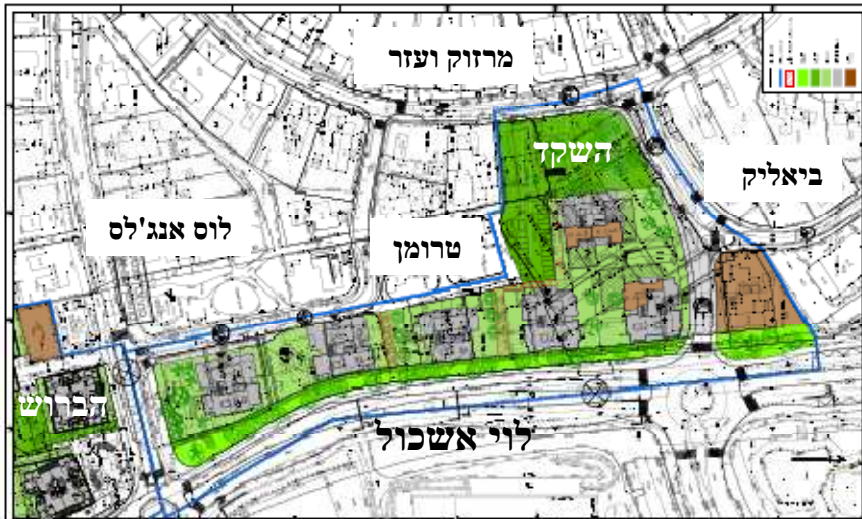 מרזוק ועזר
השקד
ביאליק
לוס אנג'לס
טרומן
הברוש
לוי אשכול